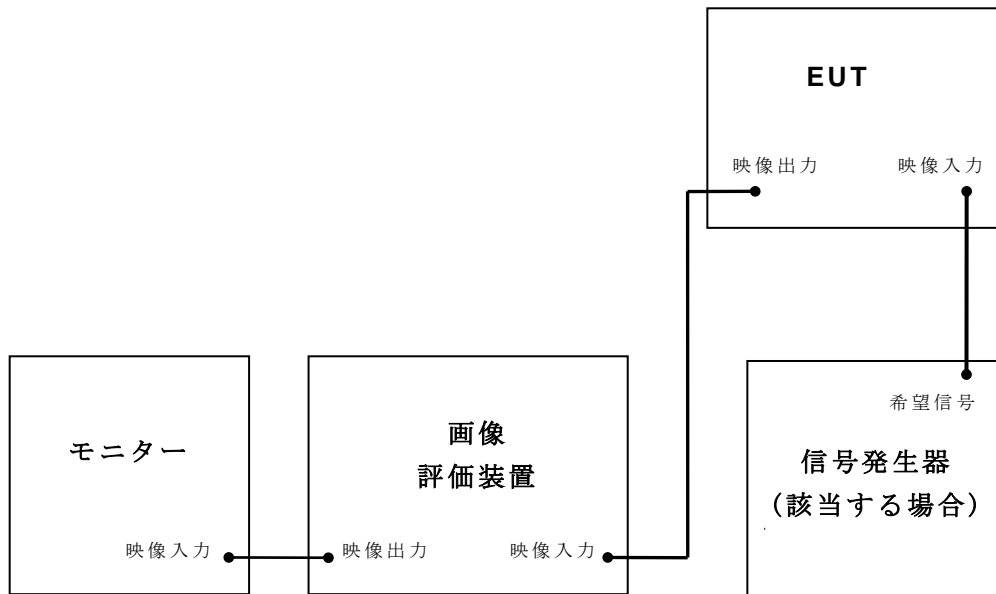 EUT
映像出力
映像入力
希望信号
モニター
画像
評価装置
信号発生器
(該当する場合)
映像入力
映像出力
映像入力